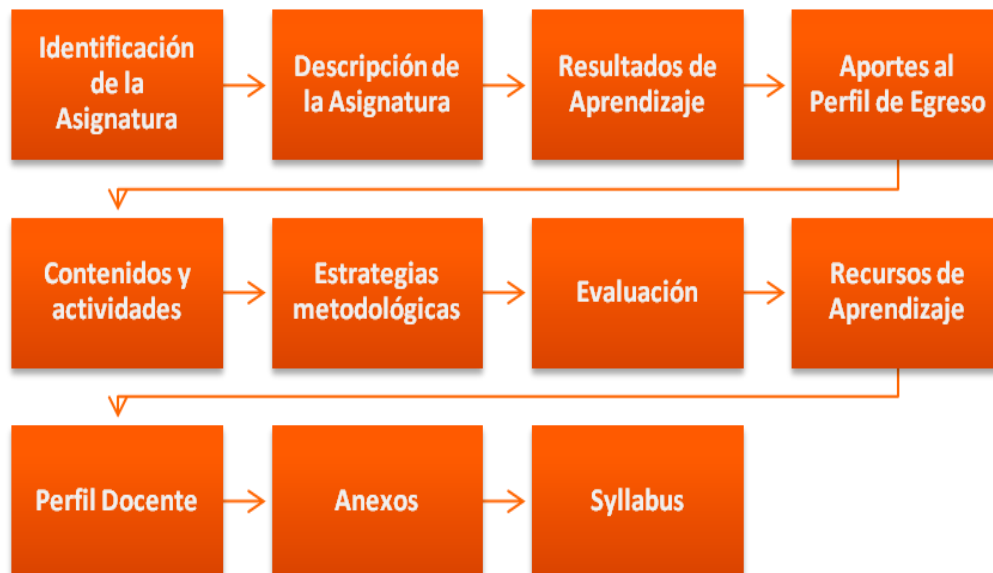 Identificación
de la
Asignatura
Descripción de
la Asignatura
Resultados de
Aprendizaje
Aportes al
Perfil de Egreso
Contenidos y
actividades
Estrategias
metodológicas
Evaluación
Recursos de
Aprendizaje
Perfil Docente
Anexos
Syllabus